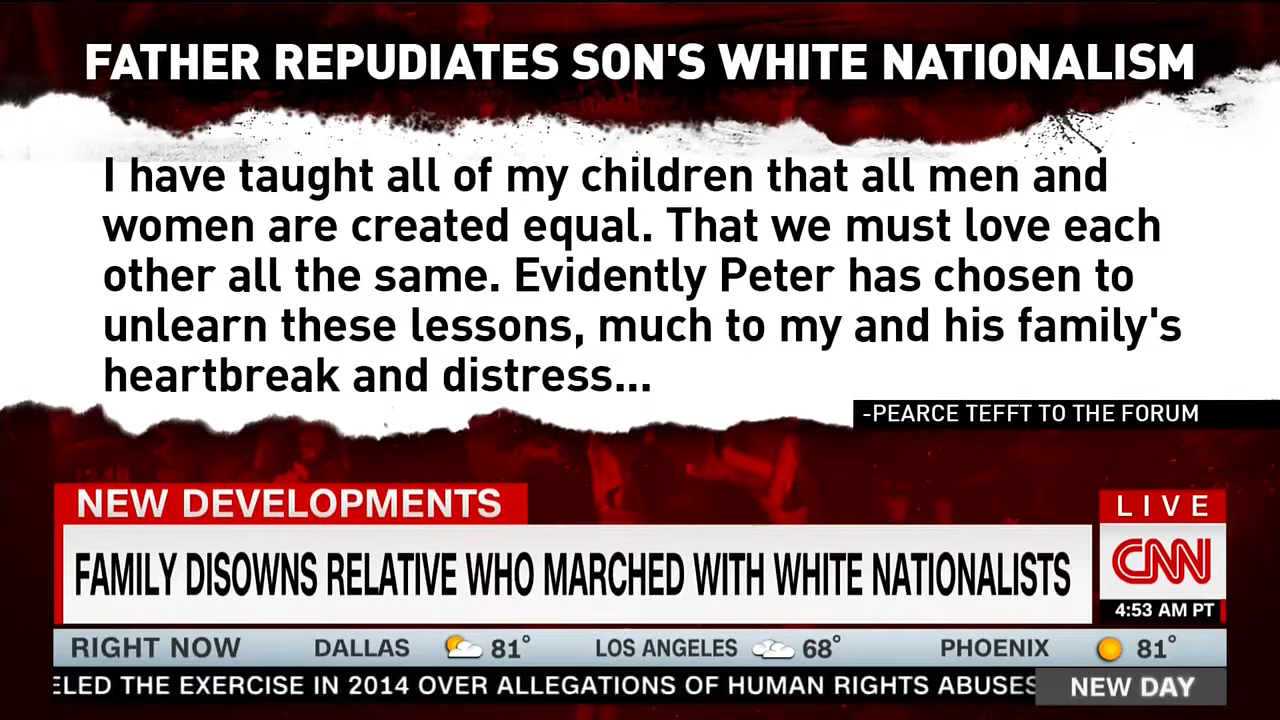 FATHER REPUDIATES SON'S WHITE NATIONALISM
I have taught all of my children that all men and
women are created equal. That we must love each
other all the same. Evidently Peter has chosen to
unlearn these lessons, much to my and his family's
heartbreak and distress...
-PEARCE TEFFT TO THE FORUM
NEW DEVELOPMENTS
FAMILY DISOWNS RELATIVE WHO MARCHED WITH WHITE NATIONALISTS
LIVE
CNN
4:53 AM PT
RIGHT NOW DALLAS 81° LOS ANGELES 68° PHOENIX 81°
ELED THE EXERCISE IN 2014 OVER ALLEGATIONS OF HUMAN RIGHTS ABUSES
NEW DAY